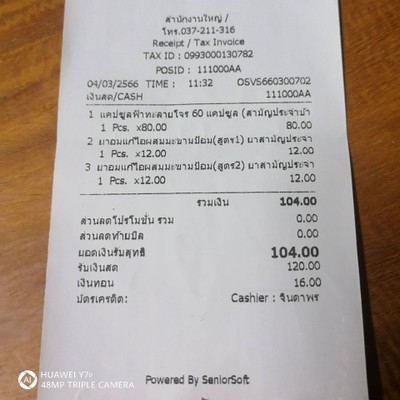 สำนักงานใหญ่ /
โทร.037-211-316
Receipt / Tax Invoice
TAX ID : 0993000130782
POSID : 111000AA
04/03/2566 TIME : 11:32 OSVS660300702
เงินสด/CASH 111000AA
1 แคปซูลฟ้าทะลายโจร 60 แคปซูล (สามัญประจำบ้า
1 Pcs. x80.00 80.00
2 ยาอมแก้ไอผสมมะขามป้อม(สูตร1) ยาสามัญประจา
1 Pcs. x12.00 12.00
3 ยาอมแก้ไอผสมมะขามป้อม(สูตร2) ยาสามัญประจา
1 Pcs. x12.00 12.00
รวมเงิน 104.00
ส่วนลดโปรโมชั่น รวม 0.00
ส่วนลดท้ายบิล 0.00
ยอดเงินรับสุทธิ 104.00
รับเงินสด 120.00
เงินทอน 16.00
บัตรเครดิต: Cashier : จินดาพร
Powered By SeniorSoft
HUAWEI Y7p
48MP TRIPLE CAMERA